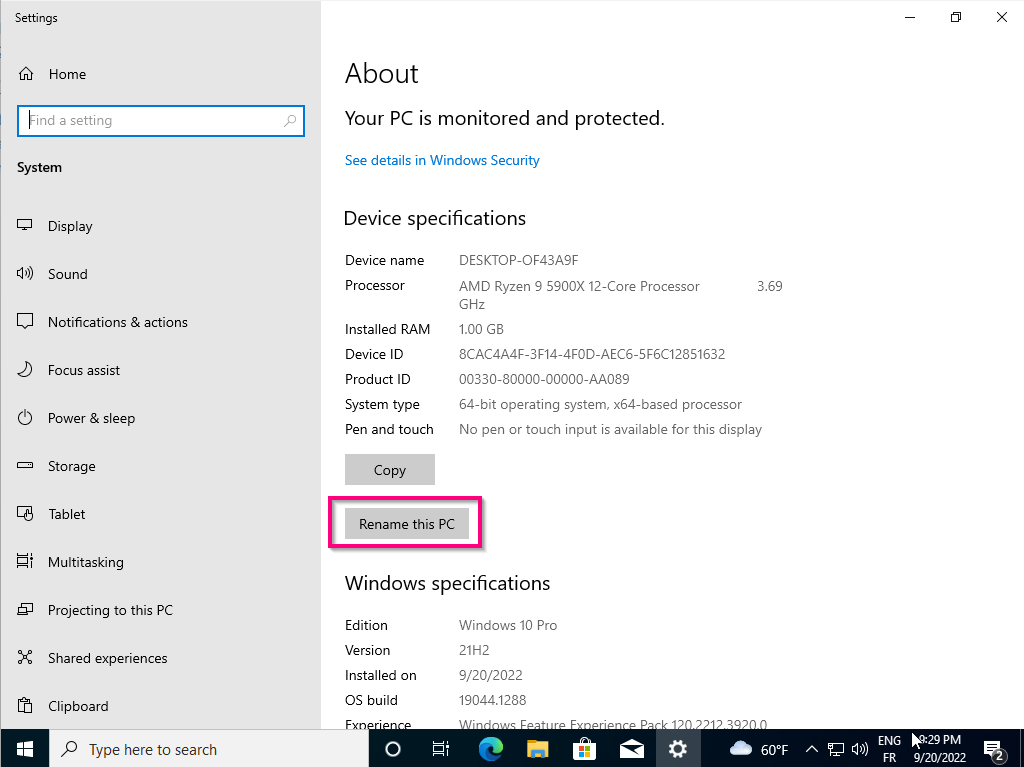 Settings
Home
Find a setting
System
Display
Sound
Notifications & actions
Focus assist
Power & sleep
Storage
Tablet
Multitasking
Projecting to this PC
Shared experiences
Clipboard
About
Your PC is monitored and protected.
See details in Windows Security
Device specifications
Device name DESKTOP-OF43A9F
Processor AMD Ryzen 9 5900X 12-Core Processor 3.69
GHz
Installed RAM 1.00 GB
Device ID 8CAC4A4F-3F14-4F0D-AEC6-5F6C12851632
Product ID 00330-80000-00000-AA089
System type 64-bit operating system, x64-based processor
Pen and touch No pen or touch input is available for this display
Copy
Rename this PC
Windows specifications
Edition Windows 10 Pro
Version 21H2
Installed on 9/20/2022
OS build 19044.1288
Experience Windows Feature Experience Pack 120.2212.3920.0
Type here to search
60°F
ENG
FR
:29 PM
9/20/2022
2